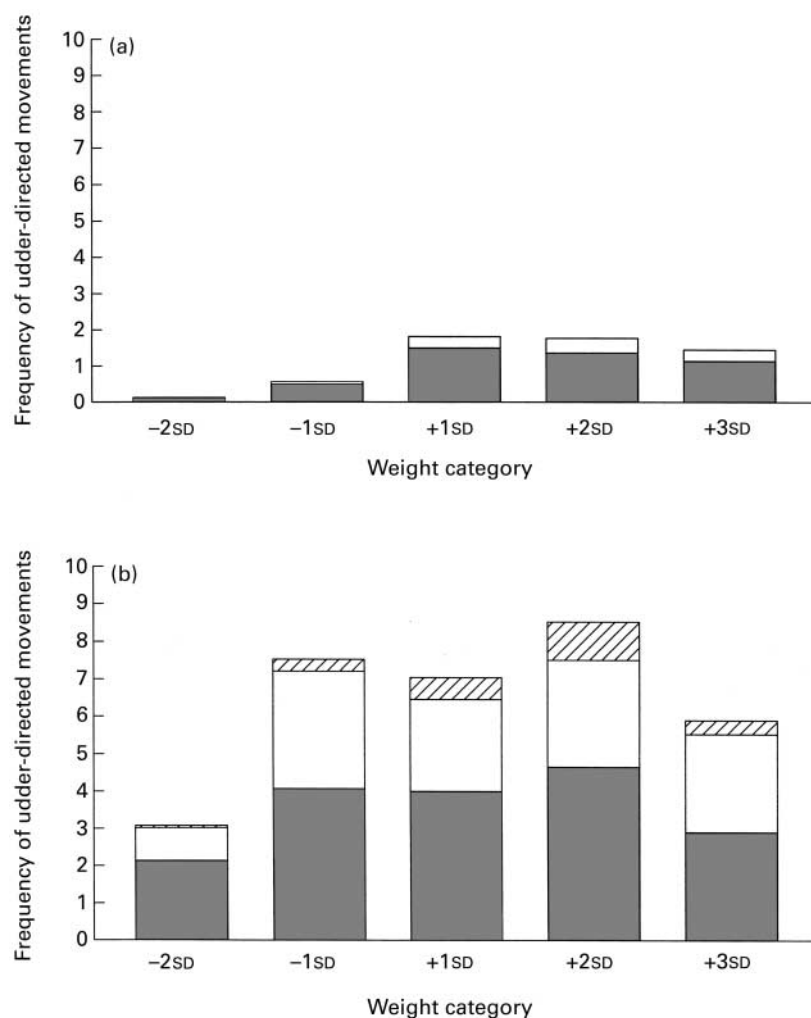 Frequency of udder-directed movements
(a)
10
9
8
7
6
5
4
3
2
1
0
−2SD −1SD +1SD +2SD +3SD
Weight category
Frequency of udder-directed movements
(b)
10
9
8
7
6
5
4
3
2
1
0
−2SD −1SD +1SD +2SD +3SD
Weight category